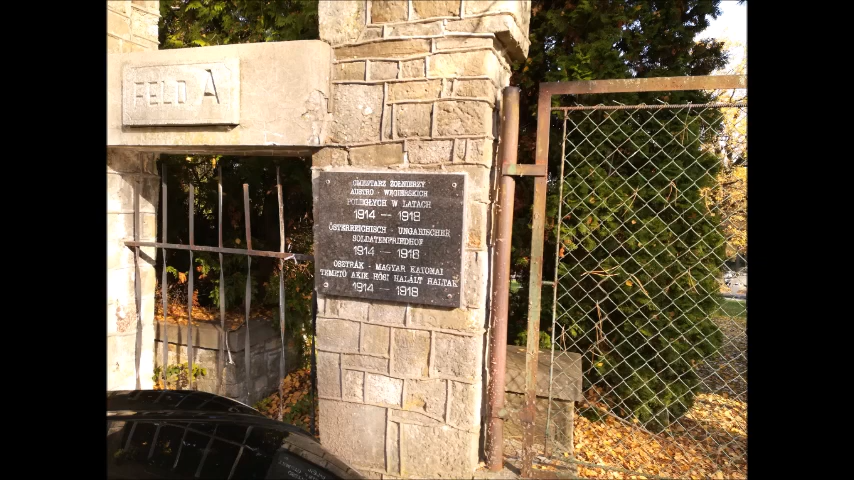 FELD A
CMENTARZ ŻOŁNIERZY
AUSTRO - WĘGIERSKICH
POLEGŁYCH W LATACH
1914 — 1918
ÖSTERREICHISCH - UNGARISCHER
SOLDATENFRIEDHOF
1914 — 1918
OSZTRÁK - MAGYAR KATONAI
TEMETŐ AKIK HŐSI HALÁLT HALTAK
1914 — 1918